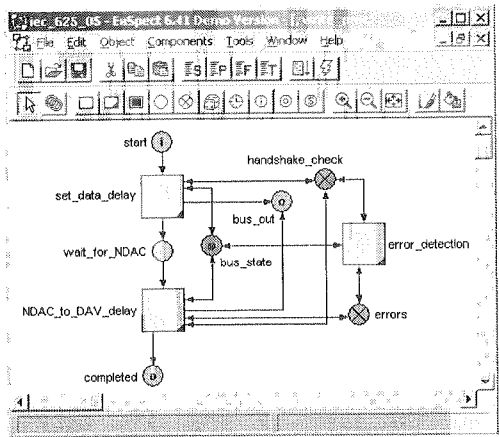 iec_625_05 - ExSpect 6.41 Demo Version
File Edit Object Components Tools Window Help
S P F T
start i
handshake_check
set_data_delay
o
bus_out
wait_for_NDAC
bus_state
error_detection
NDAC_to_DAV_delay
errors
completed o